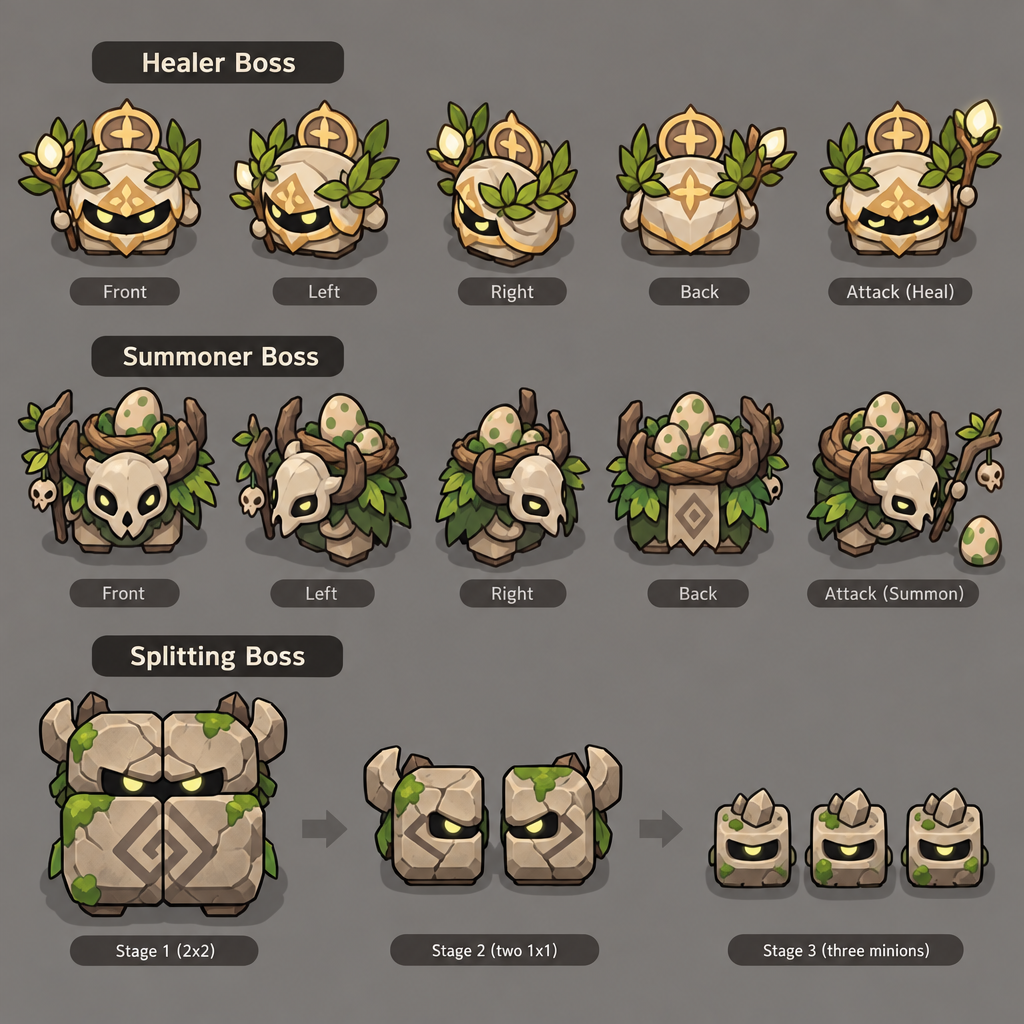 Healer Boss
Front
Left
Right
Back
Attack (Heal)
Summoner Boss
Front
Left
Right
Back
Attack (Summon)
Splitting Boss
Stage 1 (2x2)
Stage 2 (two 1x1)
Stage 3 (three minions)